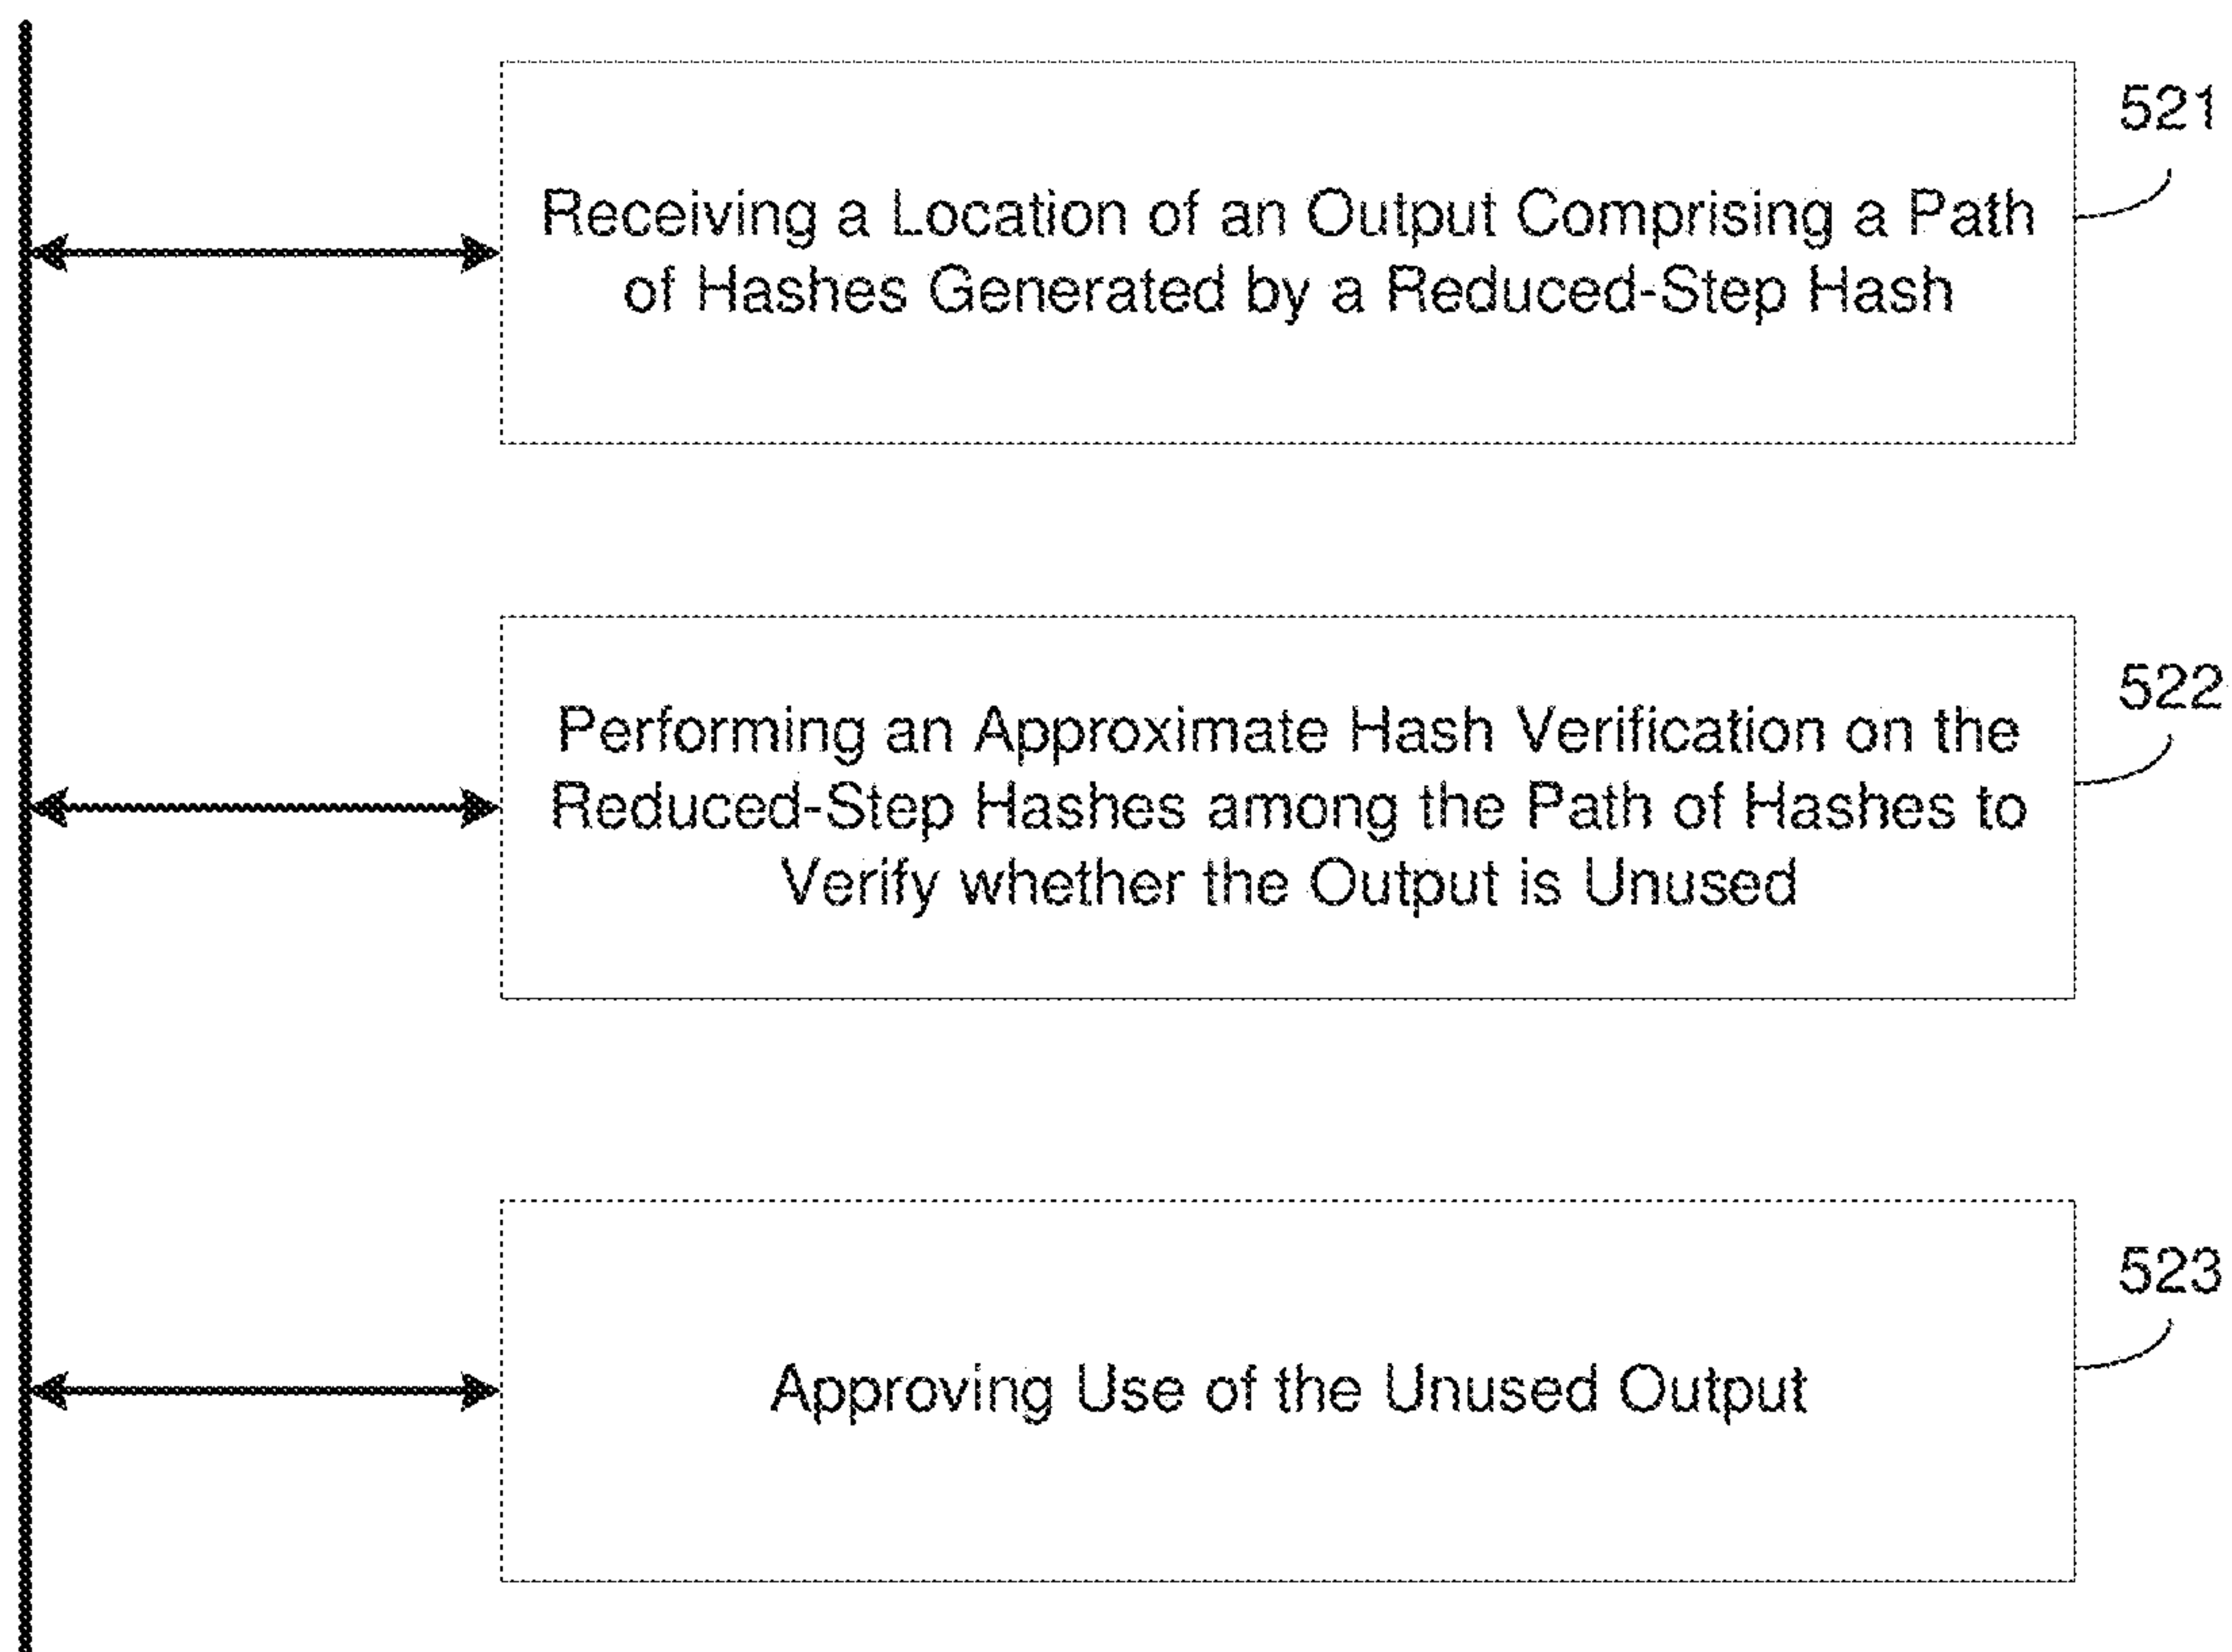 521
Receiving a Location of an Output Comprising a Path
of Hashes Generated by a Reduced-Step Hash
522
Performing an Approximate Hash Verification on the
Reduced-Step Hashes among the Path of Hashes to
Verify whether the Output is Unused
523
Approving Use of the Unused Output